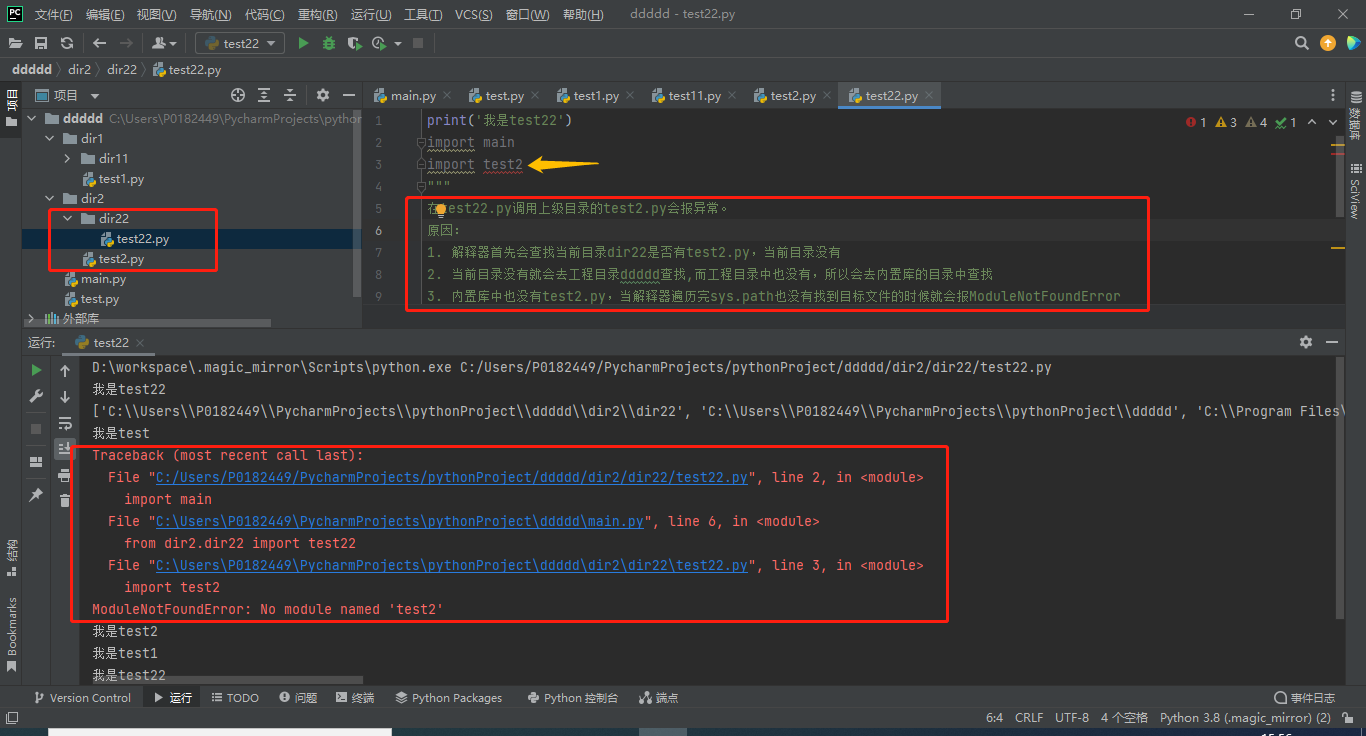 PC 文件(F) 编辑(E) 视图(V) 导航(N) 代码(C) 重构(R) 运行(U) 工具(T) VCS(S) 窗口(W) 帮助(H) ddddd - test22.py
test22
ddddd dir2 dir22 test22.py
项目
项目
ddddd C:\Users\P0182449\PycharmProjects\python
dir1
dir11
test1.py
dir2
dir22
test22.py
test2.py
main.py
test.py
外部库
main.py test.py test1.py test11.py test2.py test22.py
1 print('我是test22')
1 3 4 1
2 import main
3 import test2
4 """
5 在test22.py调用上级目录的test2.py会报异常。
6 原因:
7 1. 解释器首先会查找当前目录dir22是否有test2.py，当前目录没有
8 2. 当前目录没有就会去工程目录ddddd查找,而工程目录中也没有，所以会去内置库的目录中查找
9 3. 内置库中也没有test2.py，当解释器遍历完sys.path也没有找到目标文件的时候就会报ModuleNotFoundError
数据库
SciView
运行: test22
D:\workspace\.magic_mirror\Scripts\python.exe C:/Users/P0182449/PycharmProjects/pythonProject/ddddd/dir2/dir22/test22.py
我是test22
['C:\\Users\\P0182449\\PycharmProjects\\pythonProject\\ddddd\\dir2\\dir22', 'C:\\Users\\P0182449\\PycharmProjects\\pythonProject\\ddddd', 'C:\\Program Files\
我是test
Traceback (most recent call last):
File "C:/Users/P0182449/PycharmProjects/pythonProject/ddddd/dir2/dir22/test22.py", line 2, in <module>
import main
File "C:\Users\P0182449\PycharmProjects\pythonProject\ddddd\main.py", line 6, in <module>
from dir2.dir22 import test22
File "C:\Users\P0182449\PycharmProjects\pythonProject\ddddd\dir2\dir22\test22.py", line 3, in <module>
import test2
ModuleNotFoundError: No module named 'test2'
我是test2
我是test1
我是test22
结构
Bookmarks
Version Control 运行 TODO 问题 终端 Python Packages Python 控制台 端点 事件日志
6:4 CRLF UTF-8 4 个空格 Python 3.8 (.magic_mirror) (2)